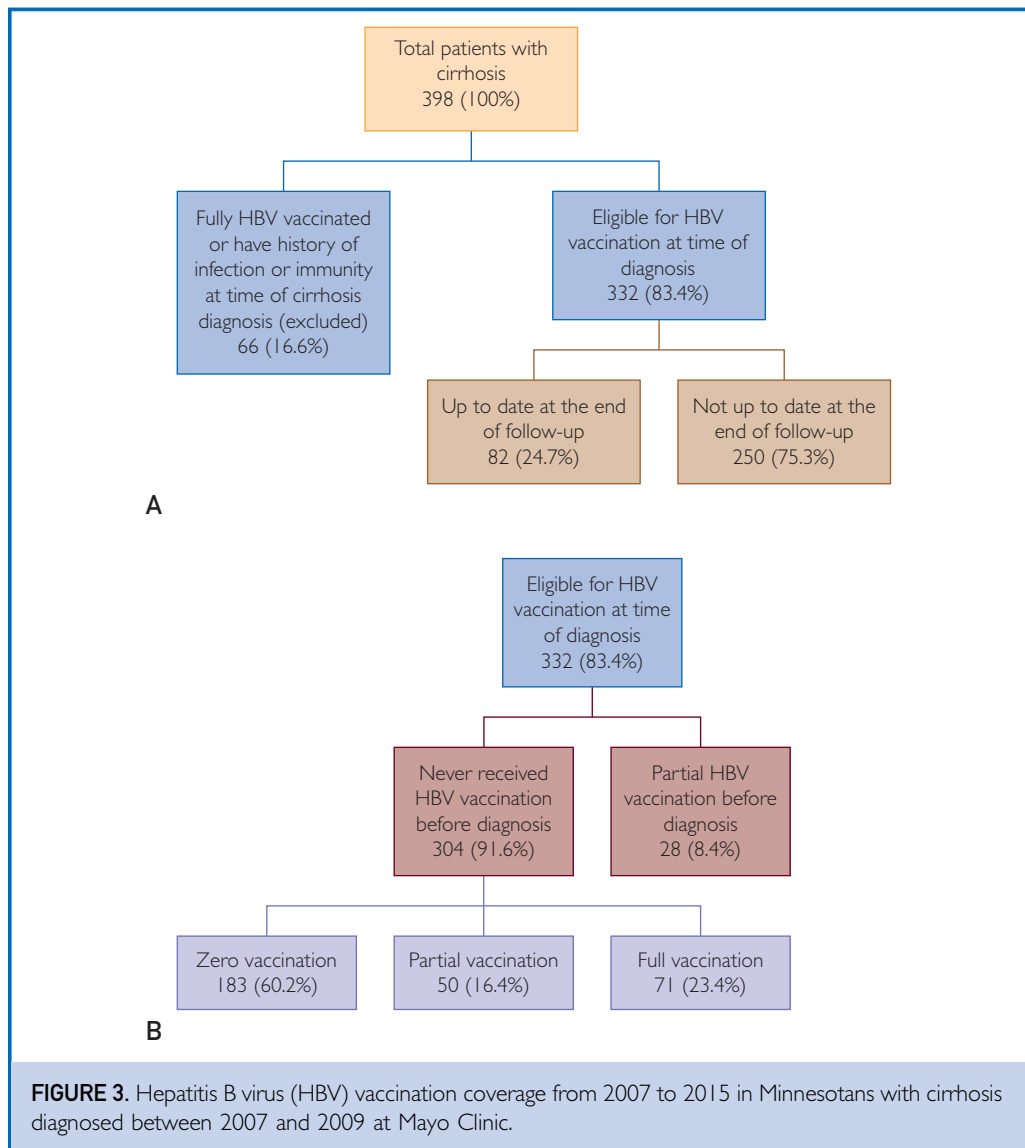 Total patients with
cirrhosis
398 (100%)
Fully HBV vaccinated
or have history of
infection or immunity
at time of cirrhosis
diagnosis (excluded)
66 (16.6%)
Eligible for HBV
vaccination at time of
diagnosis
332 (83.4%)
Up to date at the end
of follow-up
82 (24.7%)
Not up to date at the
end of follow-up
250 (75.3%)
A
Eligible for HBV
vaccination at time
of diagnosis
332 (83.4%)
Never received
HBV vaccination
before diagnosis
304 (91.6%)
Partial HBV
vaccination before
diagnosis
28 (8.4%)
Zero vaccination
183 (60.2%)
Partial vaccination
50 (16.4%)
Full vaccination
71 (23.4%)
B
FIGURE 3. Hepatitis B virus (HBV) vaccination coverage from 2007 to 2015 in Minnesotans with cirrhosis
diagnosed between 2007 and 2009 at Mayo Clinic.